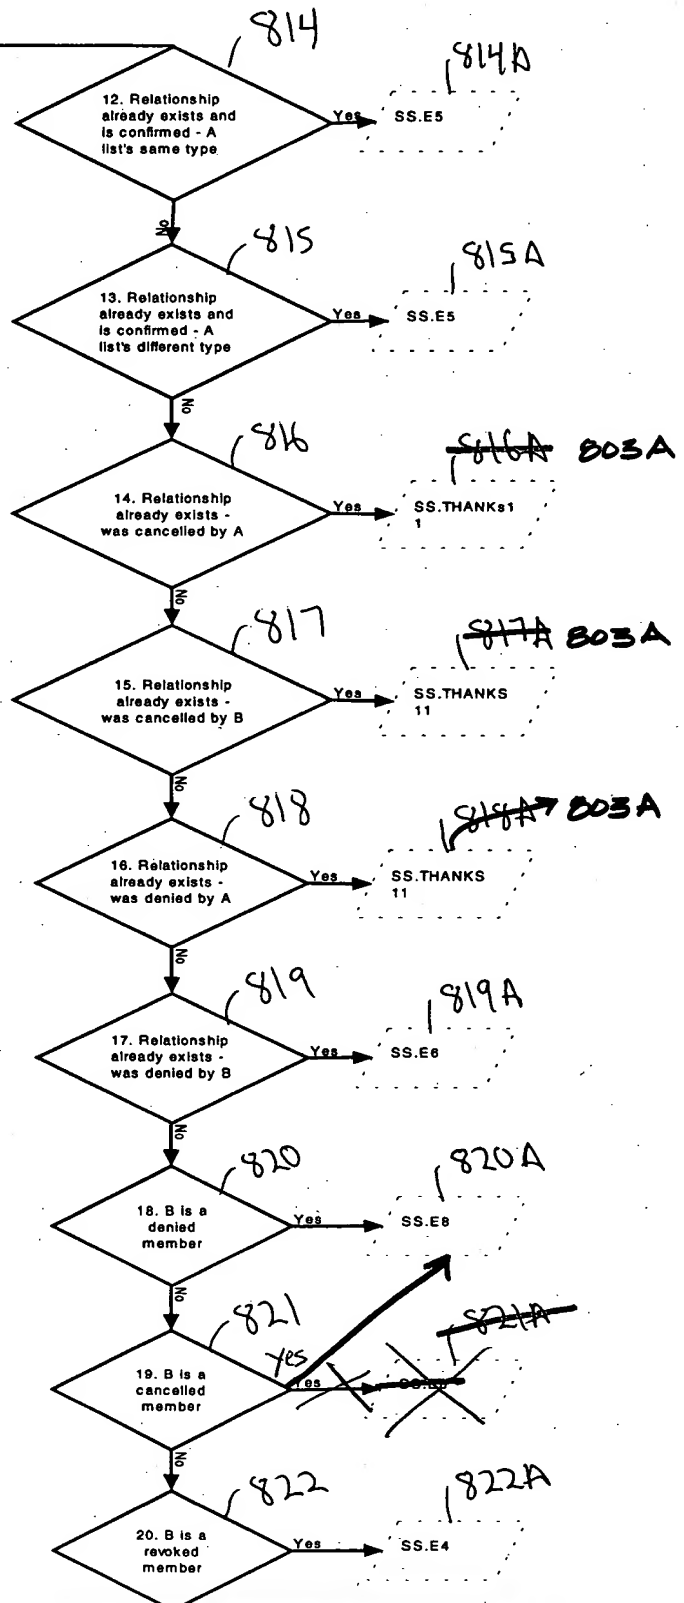 814
814A
12. Relationship
already exists and
is confirmed - A
list's same type
Yes
SS.E5
No
815
815A
13. Relationship
already exists and
is confirmed - A
list's different type
Yes
SS.E5
No
816
816A 803A
14. Relationship
already exists -
was cancelled by A
Yes
SS.THANKs1
1
No
817
817A 803A
15. Relationship
already exists -
was cancelled by B
Yes
SS.THANKS
11
No
818
818A 803A
16. Relationship
already exists -
was denied by A
Yes
SS.THANKS
11
No
819
819A
17. Relationship
already exists -
was denied by B
Yes
SS.E6
No
820
820A
18. B is a
denied
member
Yes
SS.E8
No
821
821A
yes
19. B is a
cancelled
member
Yes
No
822
822A
20. B is a
revoked
member
Yes
SS.E4